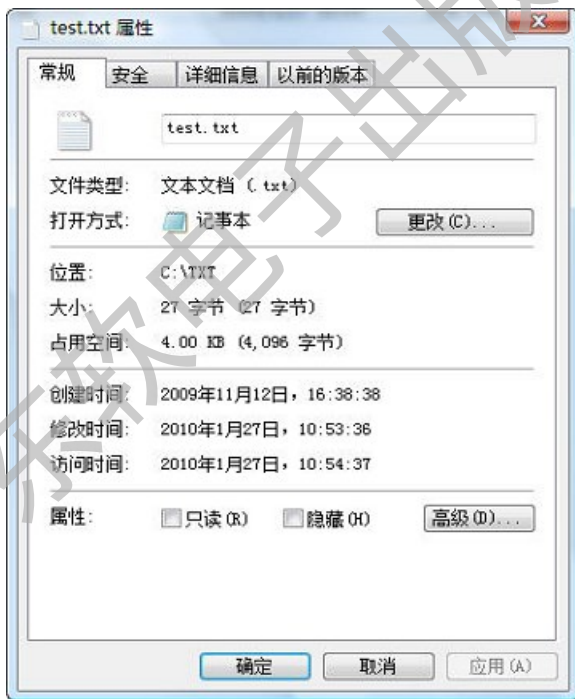 test.txt 属性
常规 安全 详细信息 以前的版本
test.txt
文件类型: 文本文档 (.txt)
打开方式: 记事本 更改(C)...
位置: C:\TXT
大小: 27 字节 (27 字节)
占用空间: 4.00 KB (4,096 字节)
创建时间: 2009年11月12日，16:38:38
修改时间: 2010年1月27日，10:53:36
访问时间: 2010年1月27日，10:54:37
属性: 只读(R) 隐藏(H) 高级(D)...
确定 取消 应用(A)
东软电子出版